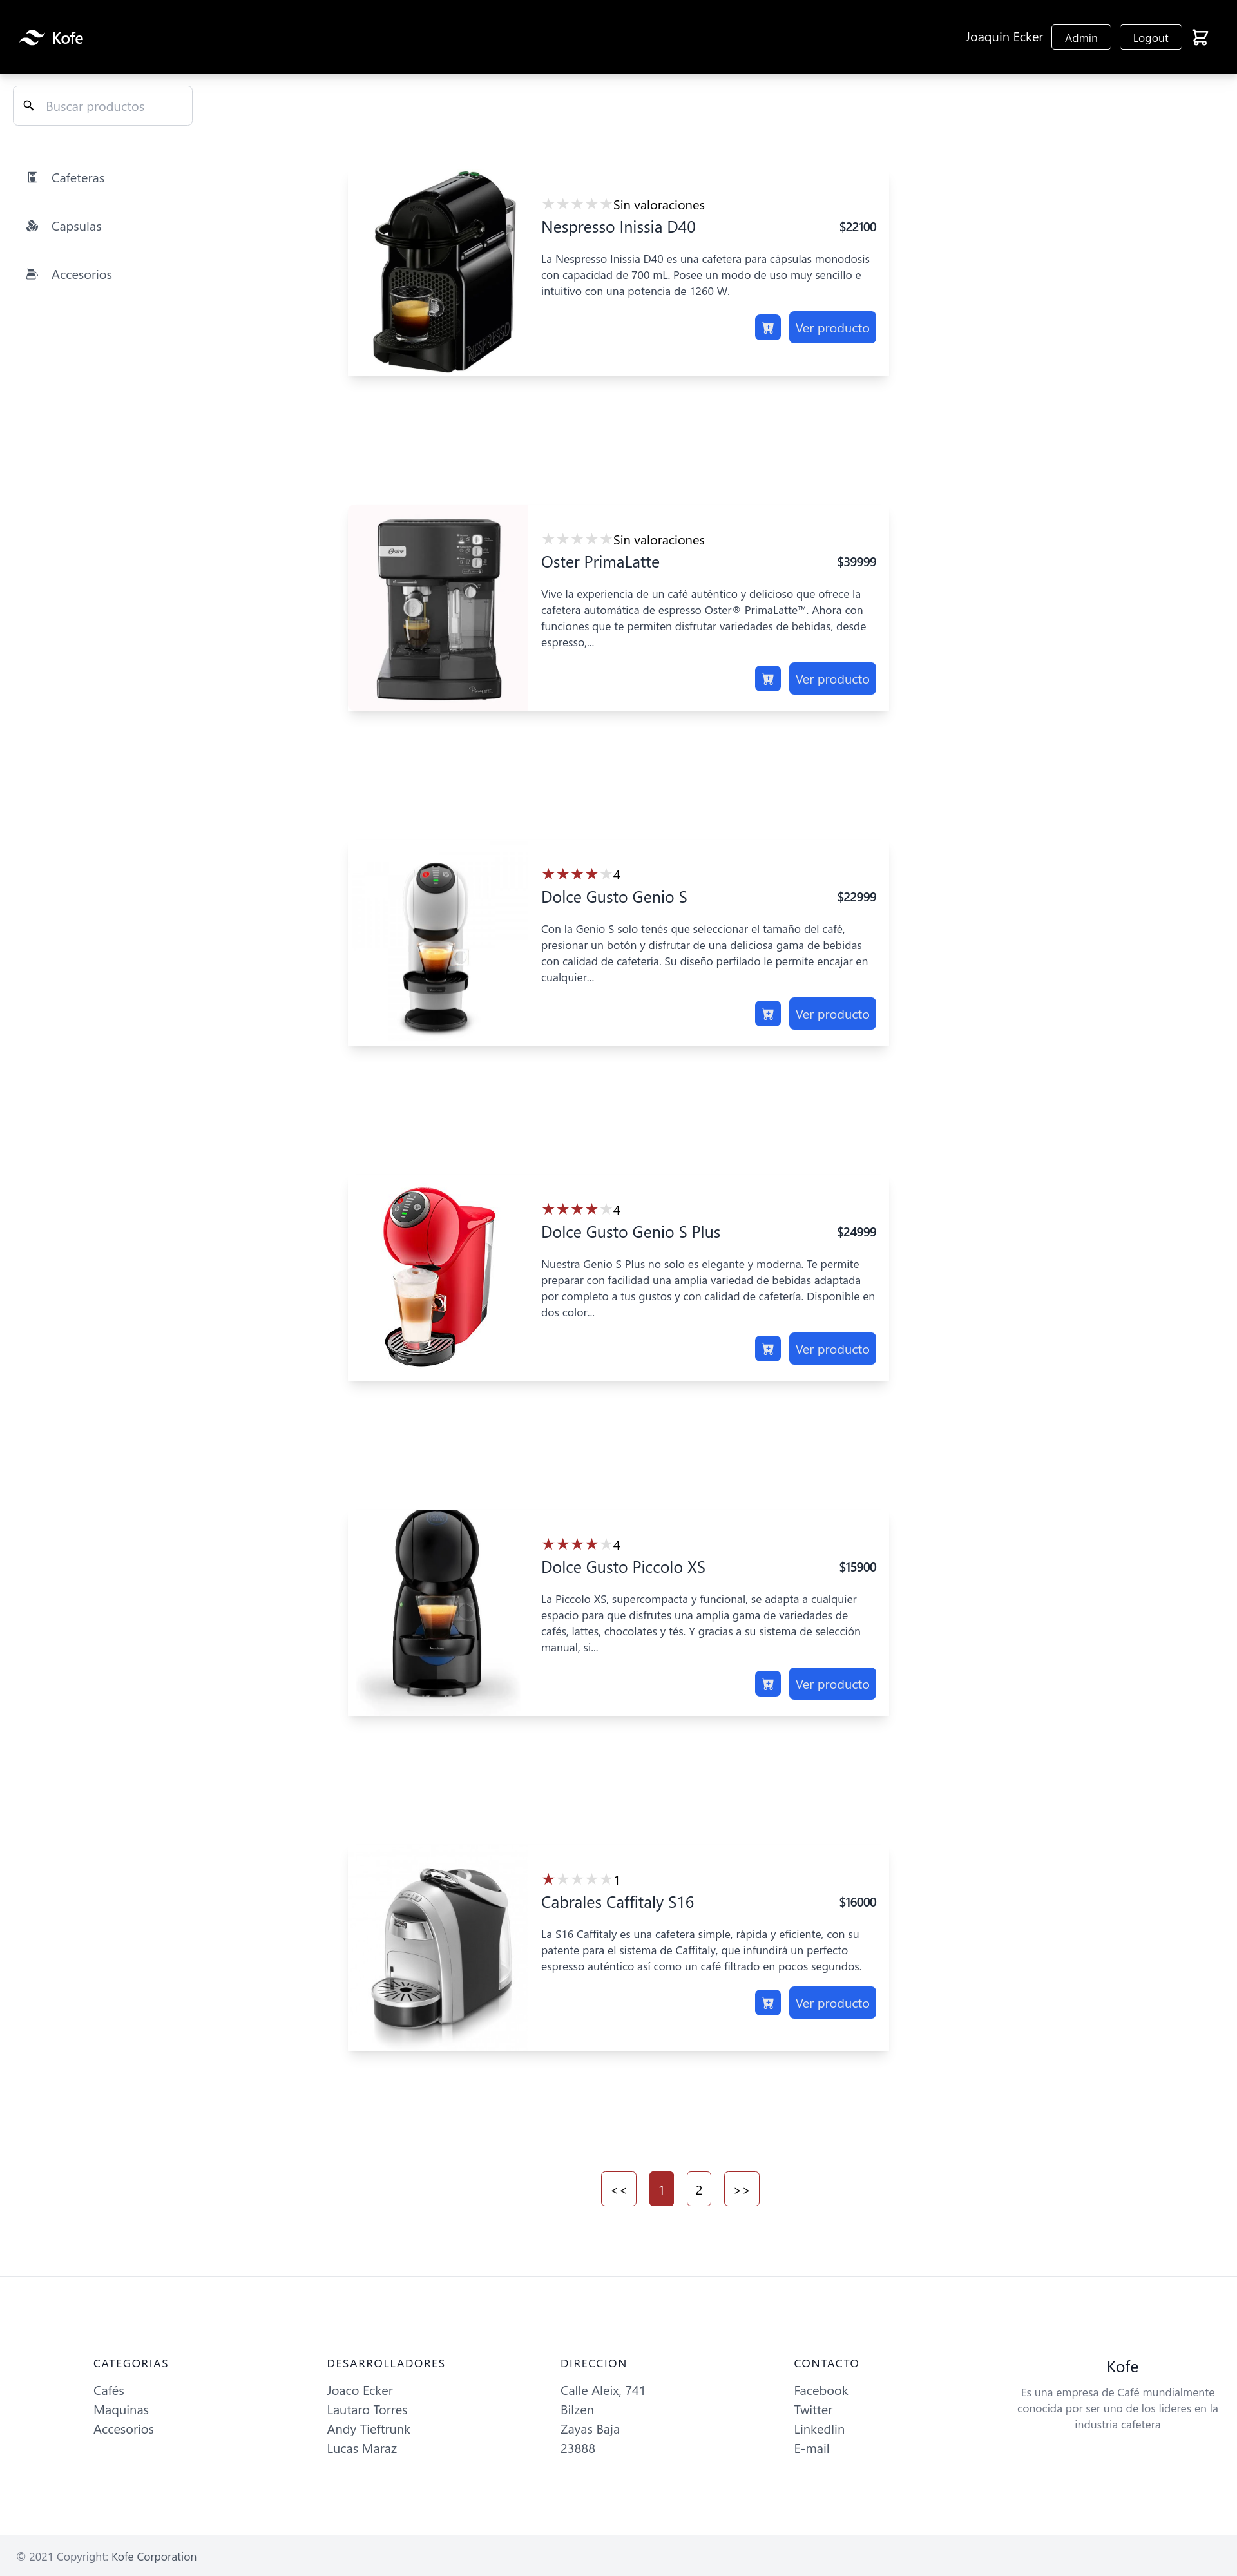 Kofe
Joaquin Ecker
Admin
Logout
Buscar productos
Cafeteras
Capsulas
Accesorios
★★★★★Sin valoraciones
Nespresso Inissia D40
$22100
La Nespresso Inissia D40 es una cafetera para cápsulas monodosis
con capacidad de 700 mL. Posee un modo de uso muy sencillo e
intuitivo con una potencia de 1260 W.
Ver producto
NESPRESSO
★★★★★Sin valoraciones
Oster PrimaLatte
$39999
Vive la experiencia de un café auténtico y delicioso que ofrece la
cafetera automática de espresso Oster® PrimaLatte™. Ahora con
funciones que te permiten disfrutar variedades de bebidas, desde
espresso,...
Ver producto
Oster
★★★★★4
Dolce Gusto Genio S
$22999
Con la Genio S solo tenés que seleccionar el tamaño del café,
presionar un botón y disfrutar de una deliciosa gama de bebidas
con calidad de cafetería. Su diseño perfilado le permite encajar en
cualquier...
Ver producto
★★★★★4
Dolce Gusto Genio S Plus
$24999
Nuestra Genio S Plus no solo es elegante y moderna. Te permite
preparar con facilidad una amplia variedad de bebidas adaptada
por completo a tus gustos y con calidad de cafetería. Disponible en
dos color...
Ver producto
★★★★★4
Dolce Gusto Piccolo XS
$15900
La Piccolo XS, supercompacta y funcional, se adapta a cualquier
espacio para que disfrutes una amplia gama de variedades de
cafés, lattes, chocolates y tés. Y gracias a su sistema de selección
manual, si...
Ver producto
★★★★★1
Cabrales Caffitaly S16
$16000
La S16 Caffitaly es una cafetera simple, rápida y eficiente, con su
patente para el sistema de Caffitaly, que infundirá un perfecto
espresso auténtico asi como un café filtrado en pocos segundos.
Ver producto
<< 1 2 >>
CATEGORIAS
Cafés
Maquinas
Accesorios
DESARROLLADORES
Joaco Ecker
Lautaro Torres
Andy Tieftrunk
Lucas Maraz
DIRECCION
Calle Aleix, 741
Bilzen
Zayas Baja
23888
CONTACTO
Facebook
Twitter
Linkedlin
E-mail
Kofe
Es una empresa de Café mundialmente
conocida por ser uno de los lideres en la
industria cafetera
© 2021 Copyright: Kofe Corporation